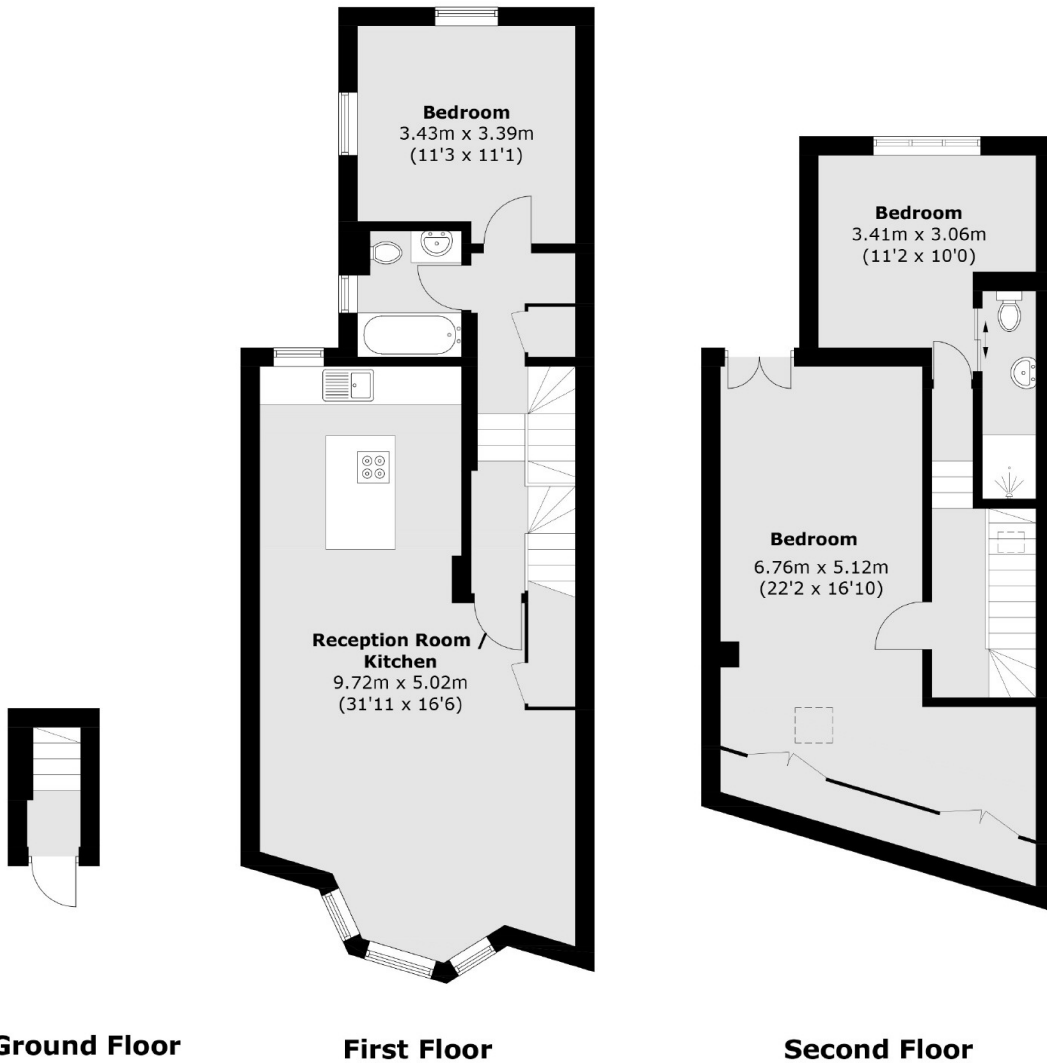 Bedroom
3.43m x 3.39m
(11'3 x 11'1)
Bedroom
3.41m x 3.06m
(11'2 x 10'0)
Bedroom
6.76m x 5.12m
(22'2 x 16'10)
Reception Room /
Kitchen
9.72m x 5.02m
(31'11 x 16'6)
Ground Floor
First Floor
Second Floor